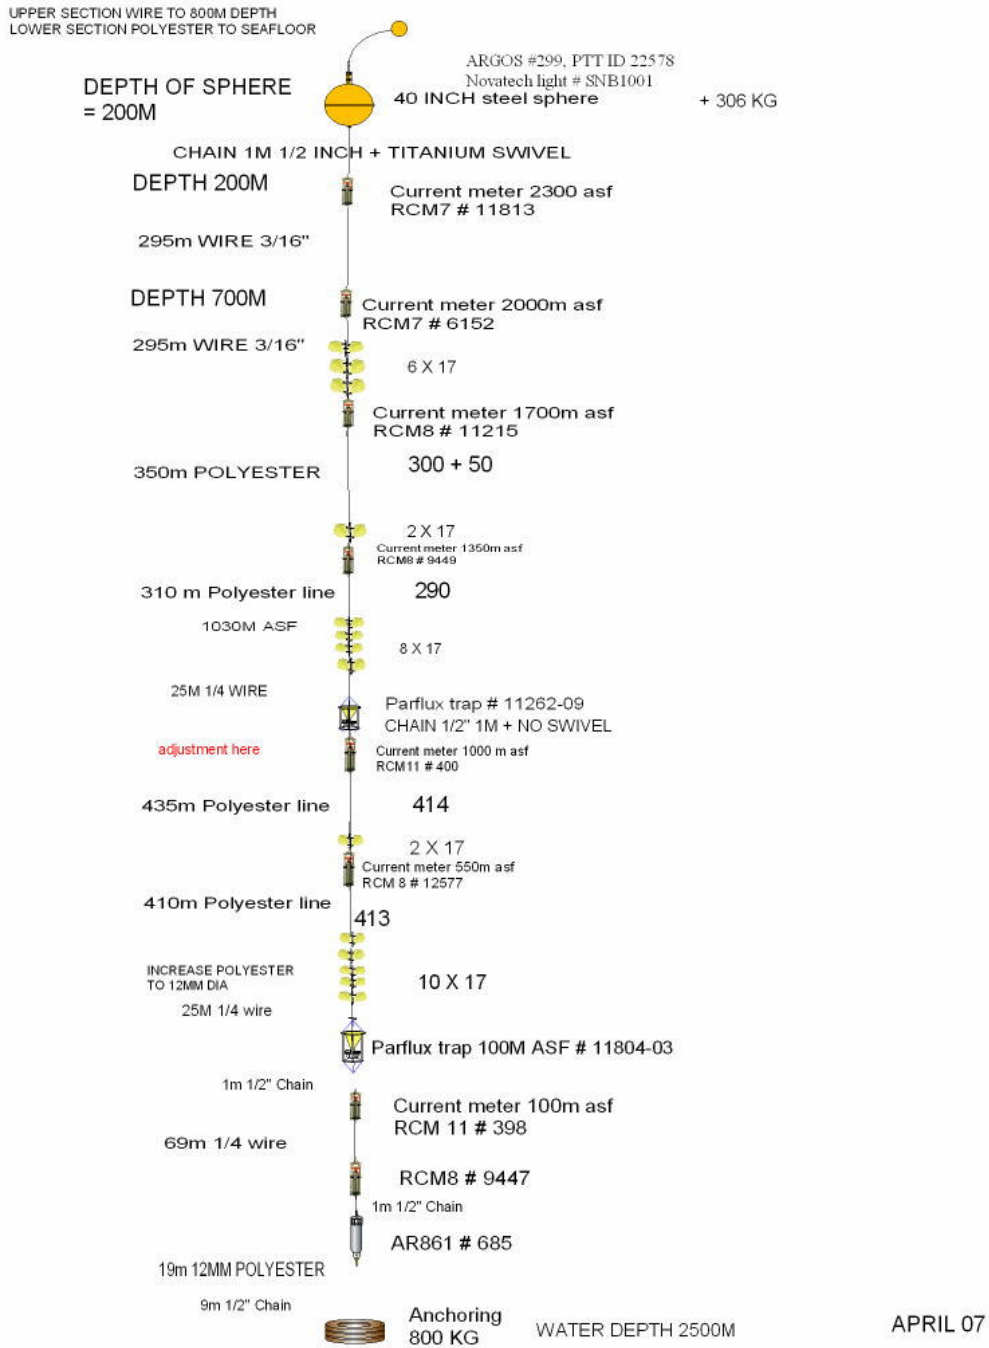 UPPER SECTION WIRE TO 800M DEPTH
LOWER SECTION POLYESTER TO SEAFLOOR
ARGOS #299, PTT ID 22578
Novatech light # SNB1001
DEPTH OF SPHERE
= 200M
40 INCH steel sphere
+ 306 KG
CHAIN 1M 1/2 INCH + TITANIUM SWIVEL
DEPTH 200M
Current meter 2300 asf
RCM7 # 11813
295m WIRE 3/16"
DEPTH 700M
Current meter 2000m asf
RCM7 # 6152
295m WIRE 3/16"
6 X 17
Current meter 1700m asf
RCM8 # 11215
300 + 50
350m POLYESTER
2 X 17
Current meter 1350m asf
RCM8 # 9449
310 m Polyester line
290
1030M ASF
8 X 17
25M 1/4 WIRE
Parflux trap # 11262-09
CHAIN 1/2" 1M + NO SWIVEL
adjustment here
Current meter 1000 m asf
RCM11 # 400
435m Polyester line
414
2 X 17
Current meter 550m asf
RCM 8 # 12577
410m Polyester line
413
INCREASE POLYESTER
TO 12MM DIA
10 X 17
25M 1/4 wire
Parflux trap 100M ASF # 11804-03
1m 1/2" Chain
Current meter 100m asf
RCM 11 # 398
69m 1/4 wire
RCM8 # 9447
1m 1/2" Chain
AR861 # 685
19m 12MM POLYESTER
9m 1/2" Chain
Anchoring
800 KG
WATER DEPTH 2500M
APRIL 07